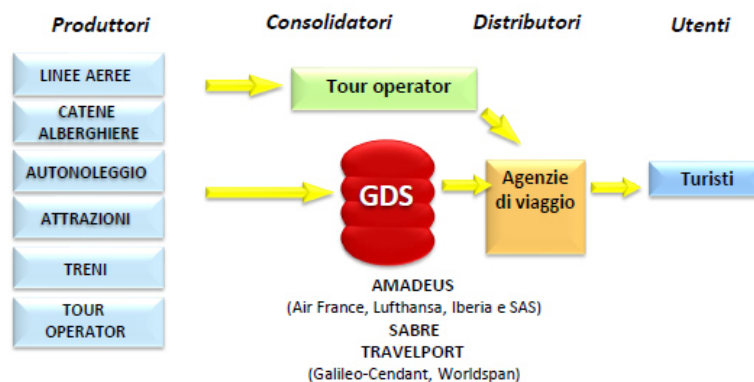 Produttori
Consolidatori
Distributori
Utenti
LINEE AEREE
CATENE
ALBERGHIERE
AUTONOLEGGIO
ATTRAZIONI
TRENI
TOUR
OPERATOR
Tour operator
GDS
Agenzie
di viaggio
Turisti
AMADEUS
(Air France, Lufthansa, Iberia e SAS)
SABRE
TRAVELPORT
(Galileo-Cendant, Worldspan)